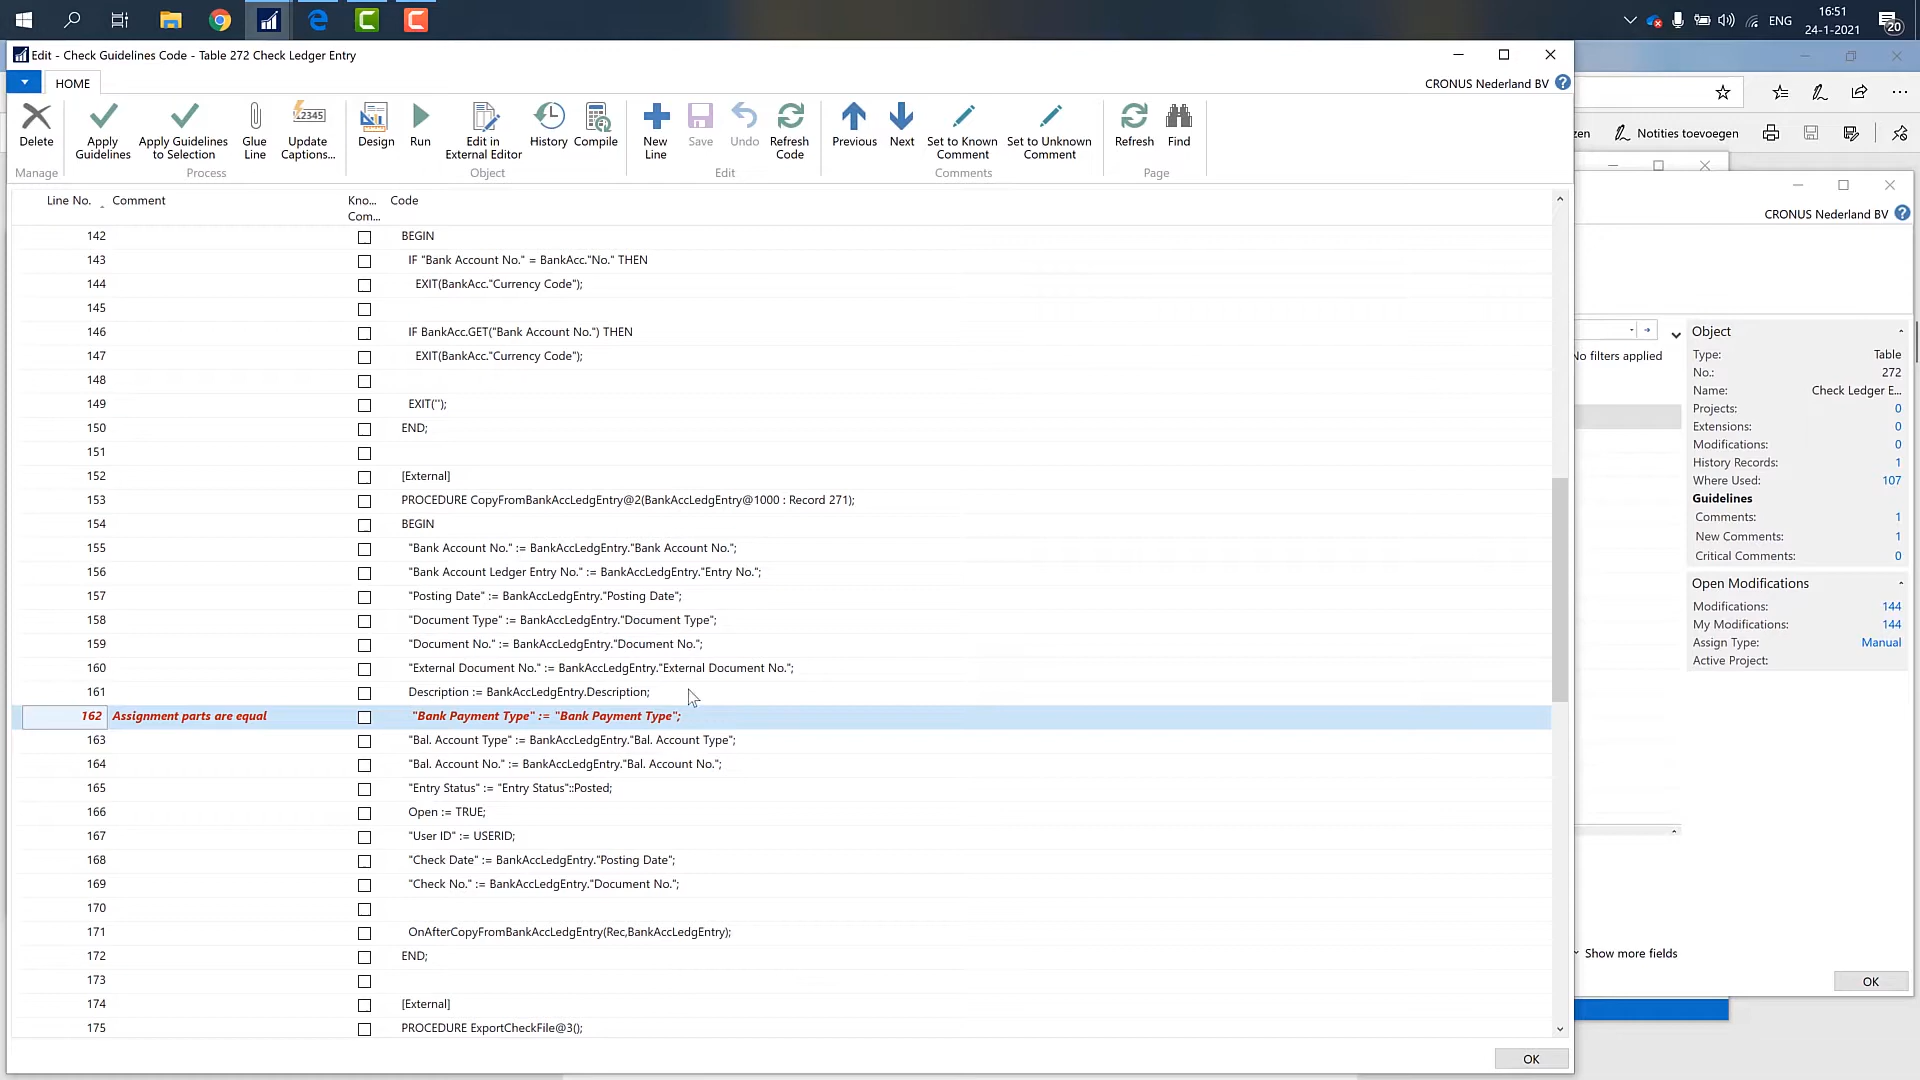 16:51
ENG
24-1-2021
20
Edit - Check Guidelines Code - Table 272 Check Ledger Entry
HOME
CRONUS Nederland BV
Delete
Apply Guidelines
Apply Guidelines to Selection
Glue Line
Update Captions...
Design
Run
Edit in External Editor
History
Compile
New Line
Save
Undo
Refresh Code
Previous
Next
Set to Known Comment
Set to Unknown Comment
Refresh
Find
Manage
Process
Object
Edit
Comments
Page
zen
Notities toevoegen
CRONUS Nederland BV
Line No.
Comment
Kno... Com...
Code
142 BEGIN
143 IF "Bank Account No." = BankAcc."No." THEN
144 EXIT(BankAcc."Currency Code");
145
146 IF BankAcc.GET("Bank Account No.") THEN
147 EXIT(BankAcc."Currency Code");
148
149 EXIT('');
150 END;
151
152 [External]
153 PROCEDURE CopyFromBankAccLedgEntry@2(BankAccLedgEntry@1000 : Record 271);
154 BEGIN
155 "Bank Account No." := BankAccLedgEntry."Bank Account No.";
156 "Bank Account Ledger Entry No." := BankAccLedgEntry."Entry No.";
157 "Posting Date" := BankAccLedgEntry."Posting Date";
158 "Document Type" := BankAccLedgEntry."Document Type";
159 "Document No." := BankAccLedgEntry."Document No.";
160 "External Document No." := BankAccLedgEntry."External Document No.";
161 Description := BankAccLedgEntry.Description;
162 Assignment parts are equal "Bank Payment Type" := "Bank Payment Type";
163 "Bal. Account Type" := BankAccLedgEntry."Bal. Account Type";
164 "Bal. Account No." := BankAccLedgEntry."Bal. Account No.";
165 "Entry Status" := "Entry Status"::Posted;
166 Open := TRUE;
167 "User ID" := USERID;
168 "Check Date" := BankAccLedgEntry."Posting Date";
169 "Check No." := BankAccLedgEntry."Document No.";
170
171 OnAfterCopyFromBankAccLedgEntry(Rec,BankAccLedgEntry);
172 END;
173
174 [External]
175 PROCEDURE ExportCheckFile@3();
OK
No filters applied
Object
Type: Table
No.: 272
Name: Check Ledger E...
Projects: 0
Extensions: 0
Modifications: 0
History Records: 1
Where Used: 107
Guidelines
Comments: 1
New Comments: 1
Critical Comments: 0
Open Modifications
Modifications: 144
My Modifications: 144
Assign Type: Manual
Active Project:
Show more fields
OK